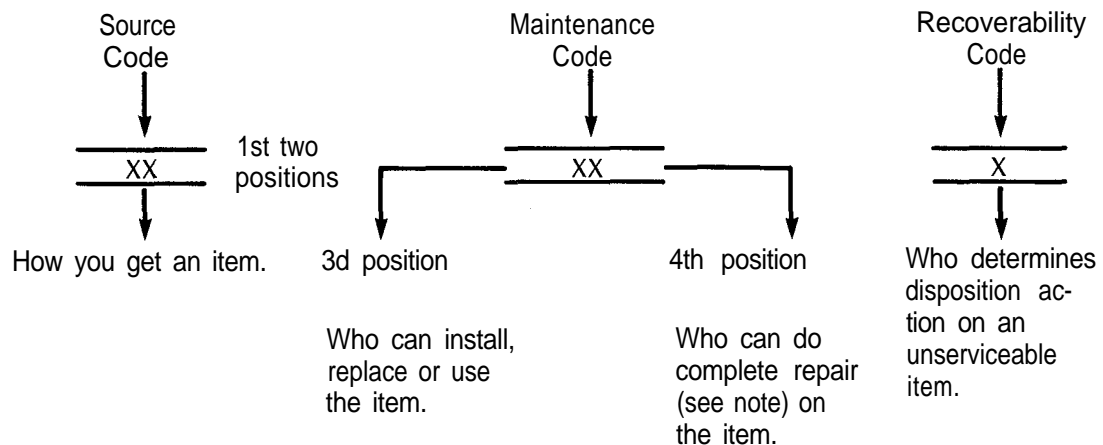 Source
Code
XX
1st two
positions
How you get an item.
Maintenance
Code
XX
3d position
Who can install,
replace or use
the item.
4th position
Who can do
complete repair
(see note) on
the item.
Recoverability
Code
X
Who determines
disposition ac-
tion on an
unserviceable
item.